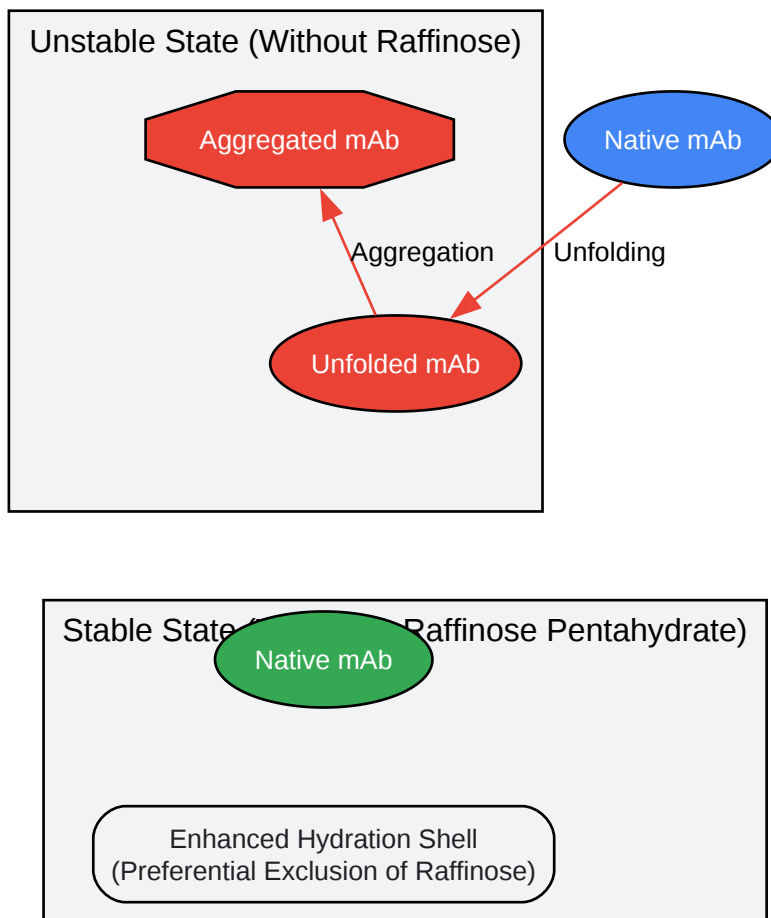 Unstable State (Without Raffinose)
Aggregated mAb
Native mAb
Aggregation
Unfolding
Unfolded mAb
Stable State Raffinose Pentahydrate)
Native mAb
Enhanced Hydration Shell
(Preferential Exclusion of Raffinose)